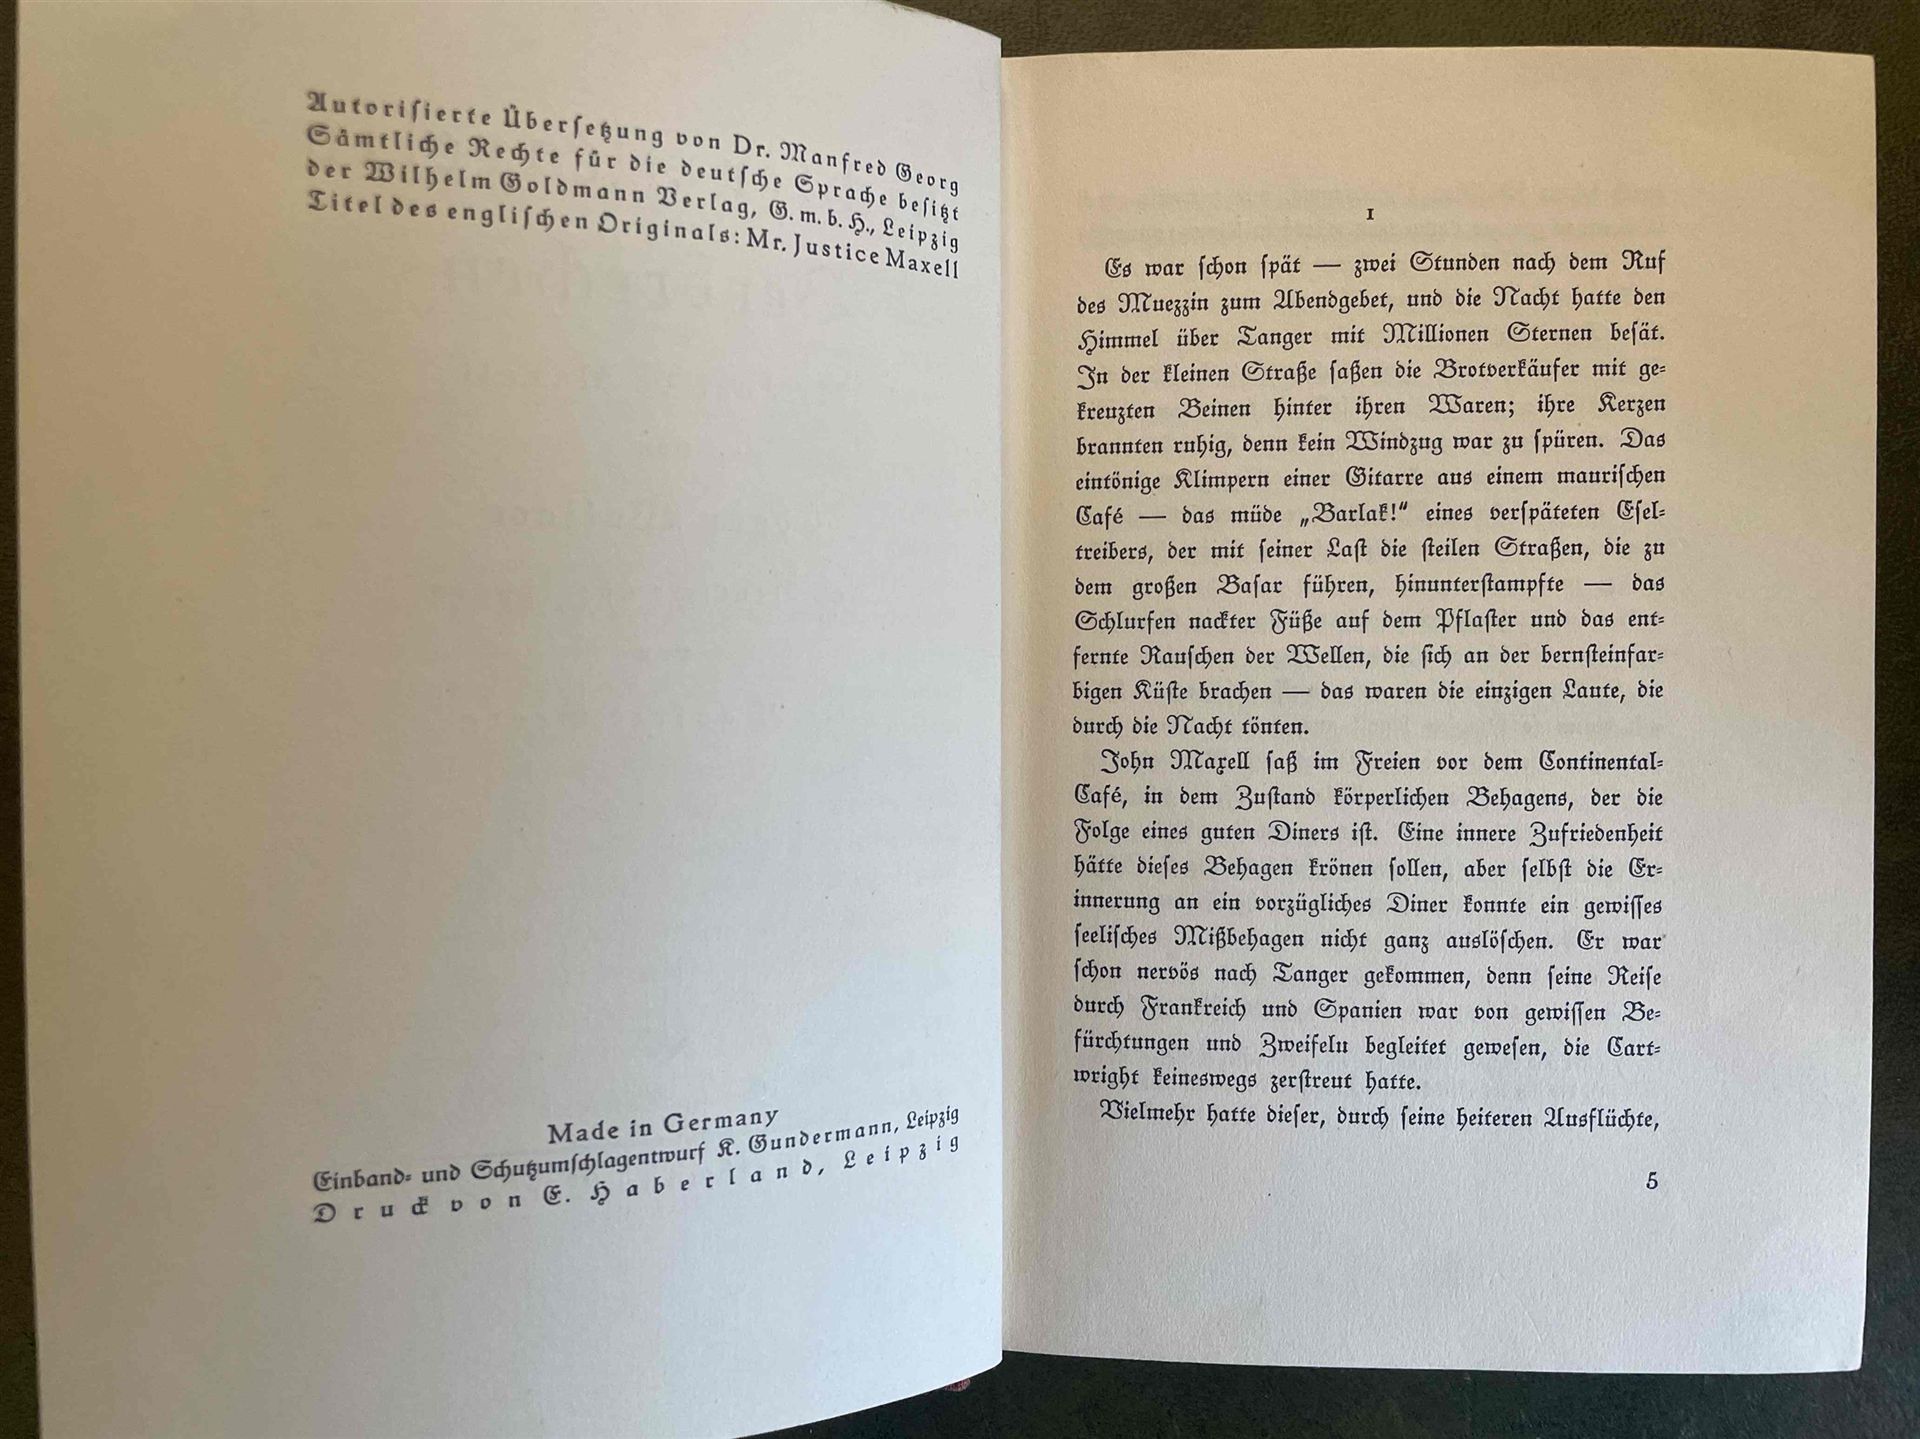 Autorisierte Übersetzung von Dr. Manfred Georg
Sämtliche Rechte für die deutsche Sprache besitzt
der Wilhelm Goldmann Verlag, G. m. b. H., Leipzig
Titel des englischen Originals: Mr. Justice Maxell
Made in Germany
Einband- und Schutzumschlagentwurf K. Gundermann, Leipzig
Druck von E. Haberland, Leipzig
1
Es war schon spät — zwei Stunden nach dem Ruf
des Muezzin zum Abendgebet, und die Nacht hatte den
Himmel über Tanger mit Millionen Sternen besät.
In der kleinen Straße saßen die Brotverkäufer mit ge-
kreuzten Beinen hinter ihren Waren; ihre Kerzen
brannten ruhig, denn kein Windzug war zu spüren. Das
eintönige Klimpern einer Gitarre aus einem maurischen
Café — das müde „Barlak!“ eines verspäteten Esel-
treibers, der mit seiner Last die steilen Straßen, die zu
dem großen Basar führen, hinunterstampfte — das
Schlurfen nackter Füße auf dem Pflaster und das ent-
fernte Rauschen der Wellen, die sich an der bernsteinfar-
bigen Küste brachen — das waren die einzigen Laute, die
durch die Nacht tönten.
John Maxell saß im Freien vor dem Continental-
Café, in dem Zustand körperlichen Behagens, der die
Folge eines guten Diners ist. Eine innere Zufriedenheit
hätte dieses Behagen krönen sollen, aber selbst die Er-
innerung an ein vorzügliches Diner konnte ein gewisses
seelisches Mißbehagen nicht ganz auslöschen. Er war
schon nervös nach Tanger gekommen, denn seine Reise
durch Frankreich und Spanien war von gewissen Be-
fürchtungen und Zweifeln begleitet gewesen, die Cart-
wright keineswegs zerstreut hatte.
Vielmehr hatte dieser, durch seine heiteren Ausflüchte,
5